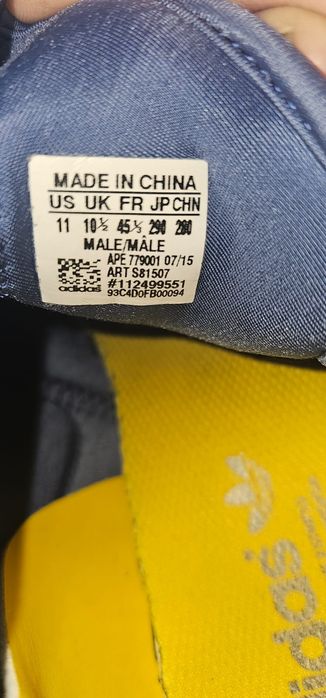 MADE IN CHINA
US UK FR JP CHN
11 10½ 45⅓ 290 280
MALE/MÂLE
APE 779001 07/15
ART S81507
#112499551
adidas 93C4D0FB00094
adidas